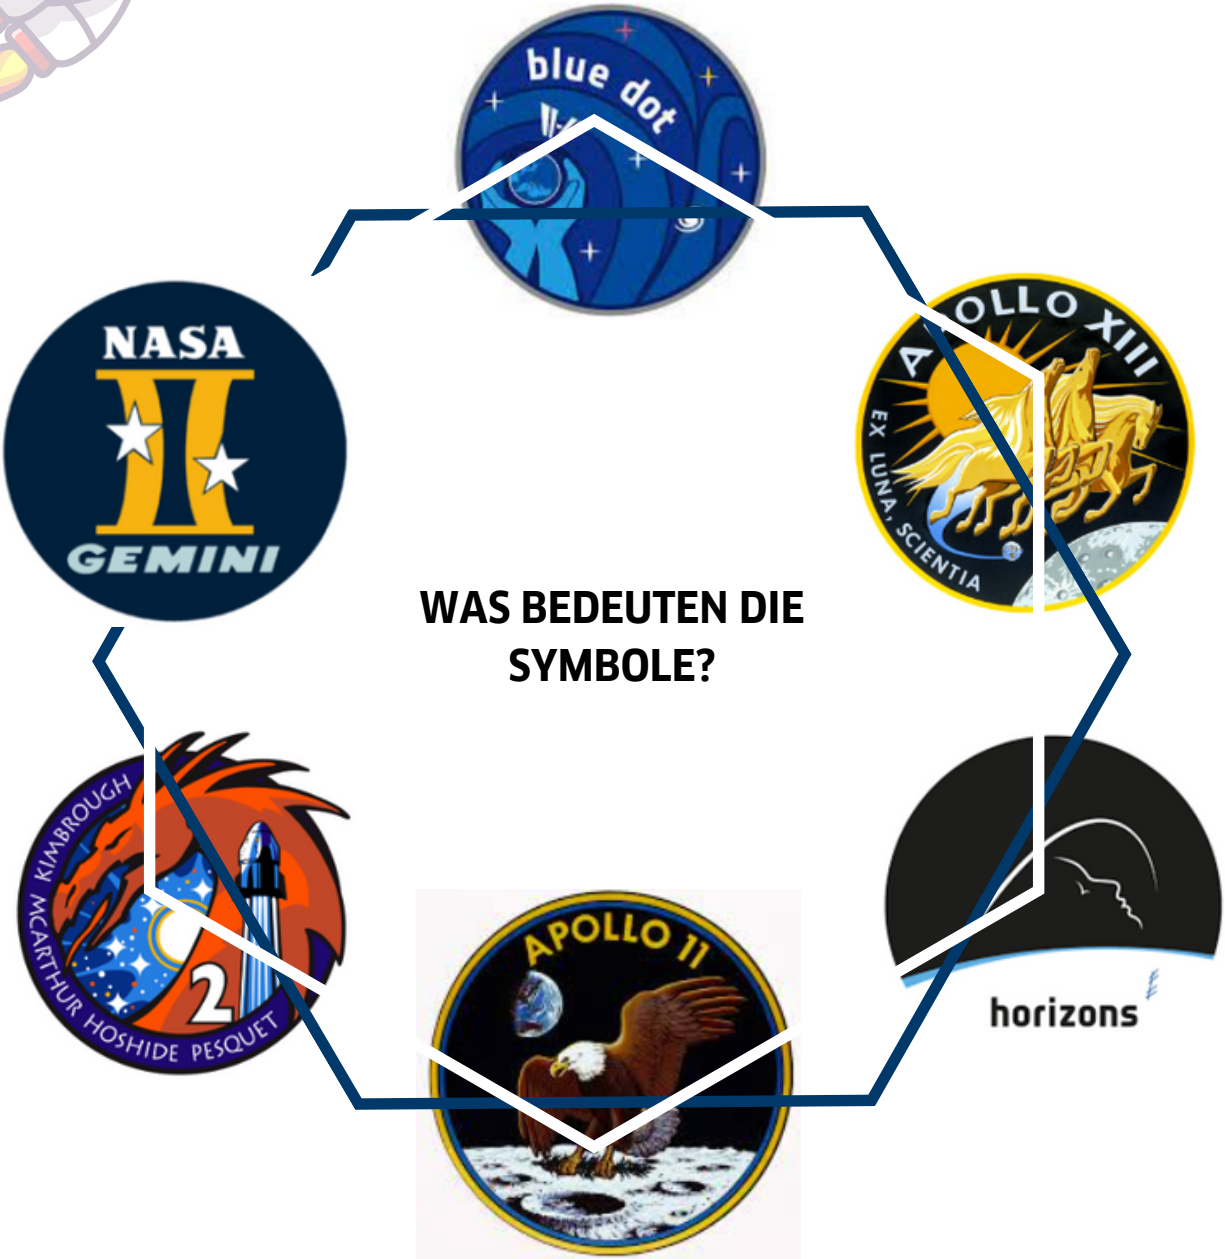 blue dot
APOLLO XIII
EX LUNA, SCIENTIA
NASA
GEMINI
WAS BEDEUTEN DIE
SYMBOLE?
KIMBROUGH
MCARTHUR HOSHIDE PESQUET
2
horizons
APOLLO 11